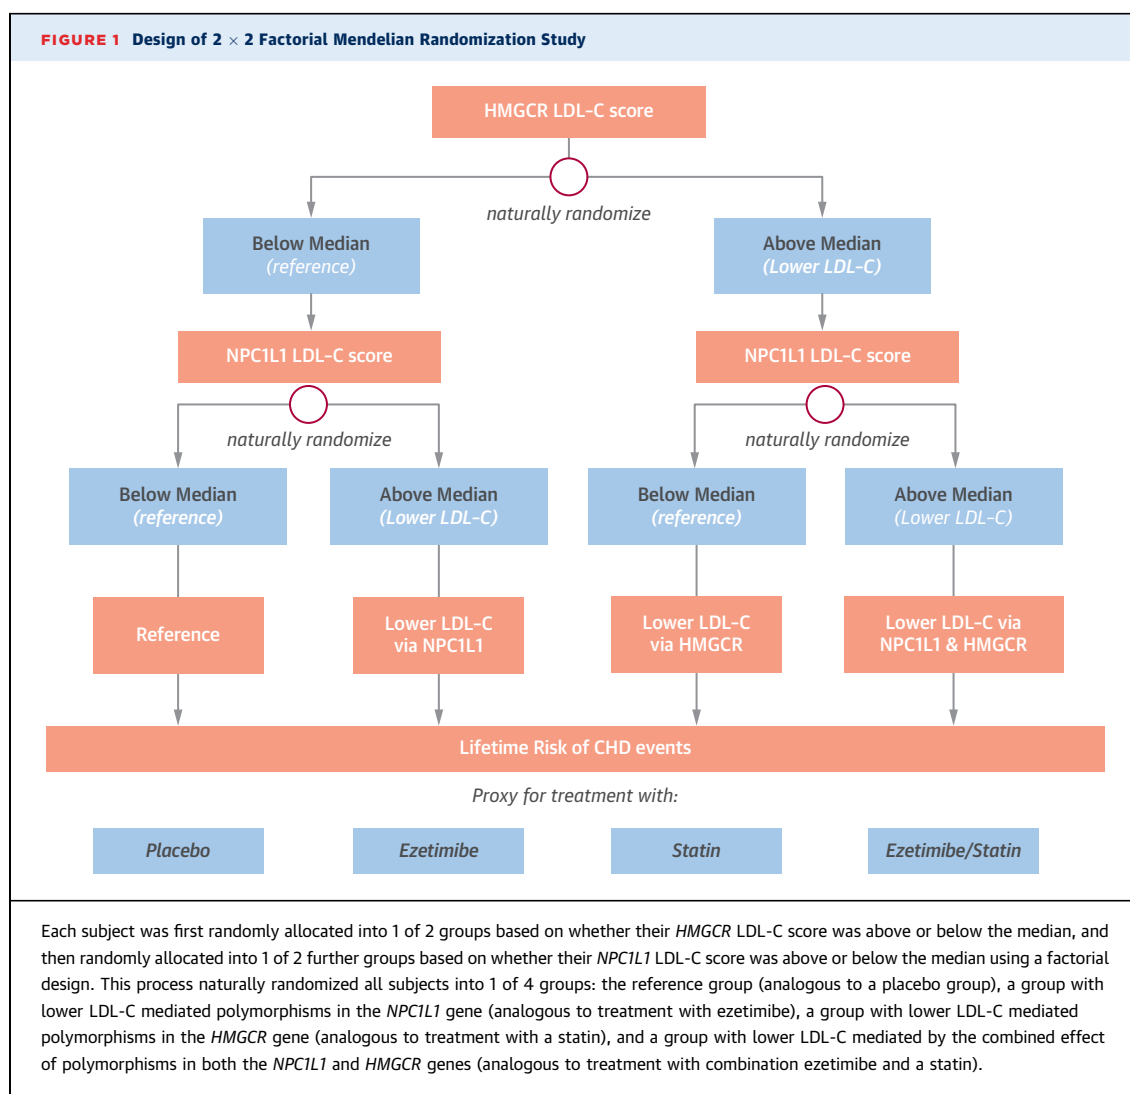 FIGURE 1 Design of 2 × 2 Factorial Mendelian Randomization Study
HMGCR LDL-C score
naturally randomize
Below Median
(reference)
Above Median
(Lower LDL-C)
NPC1L1 LDL-C score
NPC1L1 LDL-C score
naturally randomize
naturally randomize
Below Median
(reference)
Above Median
(Lower LDL-C)
Below Median
(reference)
Above Median
(Lower LDL-C)
Reference
Lower LDL-C
via NPC1L1
Lower LDL-C
via HMGCR
Lower LDL-C via
NPC1L1 & HMGCR
Lifetime Risk of CHD events
Proxy for treatment with:
Placebo
Ezetimibe
Statin
Ezetimibe/Statin
Each subject was first randomly allocated into 1 of 2 groups based on whether their HMGCR LDL-C score was above or below the median, and
then randomly allocated into 1 of 2 further groups based on whether their NPC1L1 LDL-C score was above or below the median using a factorial
design. This process naturally randomized all subjects into 1 of 4 groups: the reference group (analogous to a placebo group), a group with
lower LDL-C mediated polymorphisms in the NPC1L1 gene (analogous to treatment with ezetimibe), a group with lower LDL-C mediated
polymorphisms in the HMGCR gene (analogous to treatment with a statin), and a group with lower LDL-C mediated by the combined effect
of polymorphisms in both the NPC1L1 and HMGCR genes (analogous to treatment with combination ezetimibe and a statin).